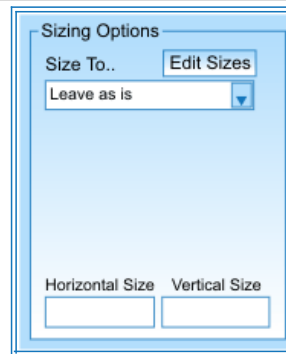 Sizing Options
Size To.. Edit Sizes
Leave as is
Horizontal Size Vertical Size